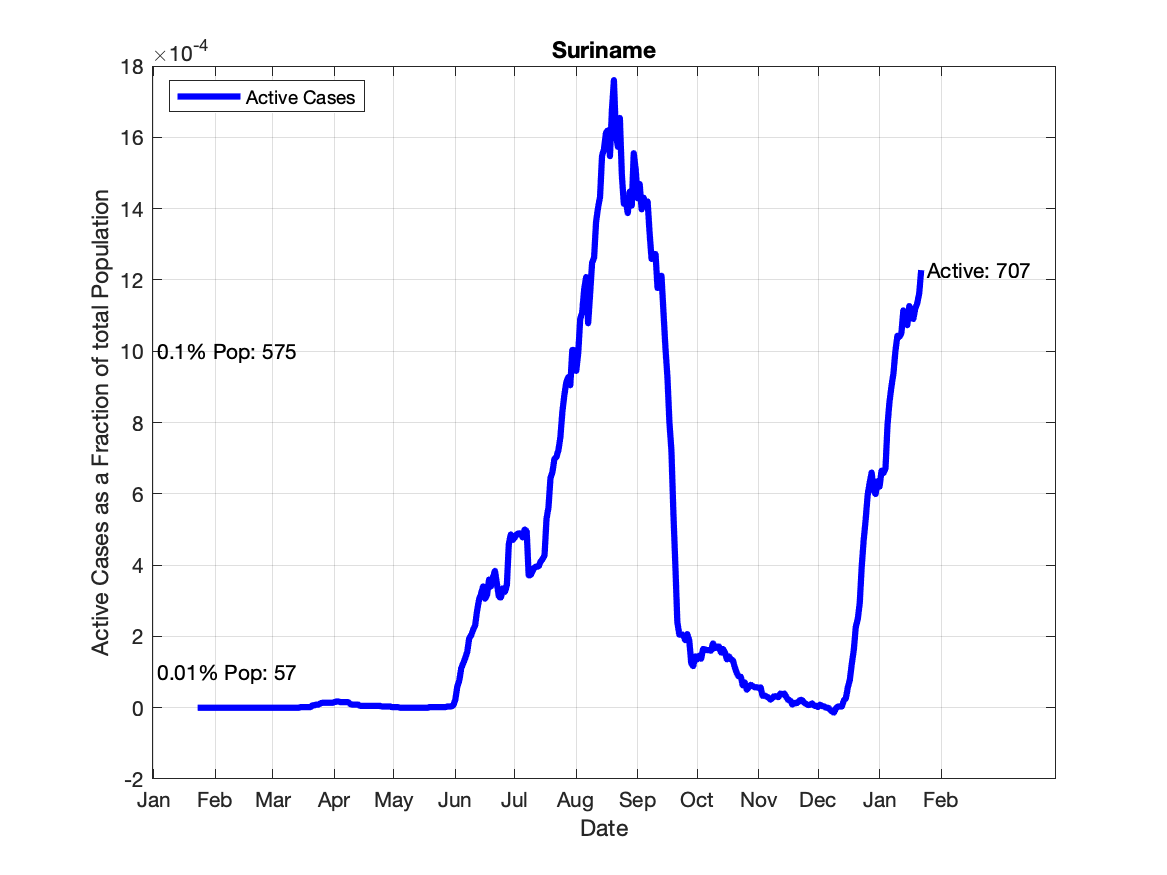 Suriname
×10⁻⁴
18
16
14
12
10
8
6
4
2
0
-2
Active Cases as a Fraction of total Population
Active Cases
Active: 707
0.1% Pop: 575
0.01% Pop: 57
Jan Feb Mar Apr May Jun Jul Aug Sep Oct Nov Dec Jan Feb
Date